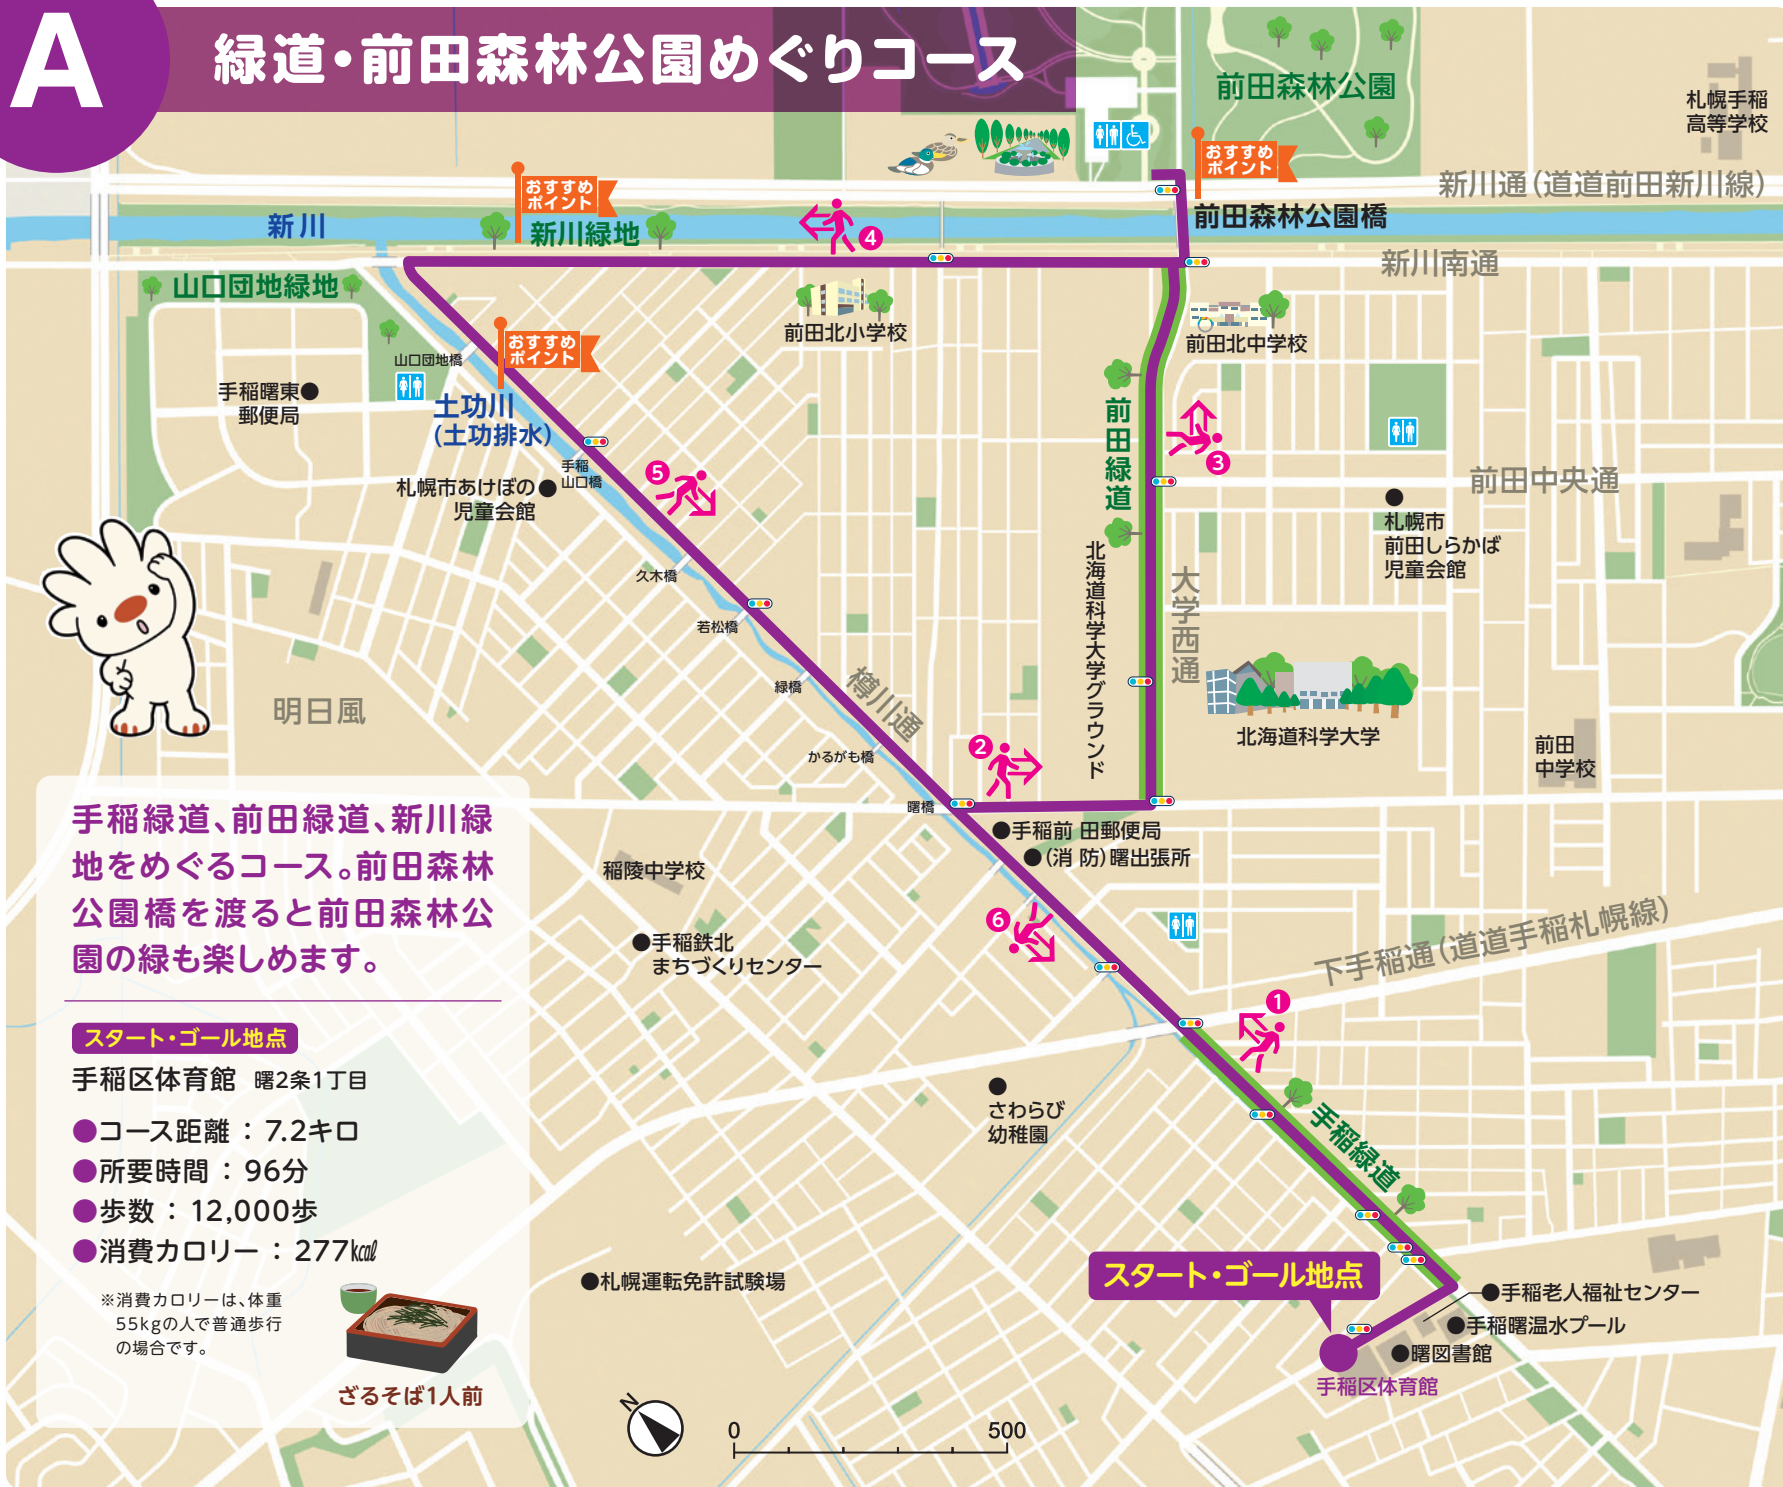 A
緑道・前田森林公園めぐりコース
前田森林公園
札幌手稲
高等学校
おすすめ
ポイント
おすすめ
ポイント
新川通(道道前田新川線)
新川
新川緑地
4
前田森林公園橋
新川南通
山口団地緑地
前田北小学校
前田北中学校
おすすめ
ポイント
山口団地橋
手稲曙東
郵便局
土功川
(土功排水)
前田緑道
3
手稲
山口橋
5
札幌市あけぼの
児童会館
前田中央通
札幌市
前田しらかば
児童会館
北海道科学大学グラウンド
大学西通
久木橋
若松橋
緑橋
樽川通
明日風
かるがも橋
2
北海道科学大学
前田
中学校
曙橋
手稲前 田郵便局
(消 防)曙出張所
手稲緑道、前田緑道、新川緑
地をめぐるコース。前田森林
公園橋を渡ると前田森林公
園の緑も楽しめます。
稲陵中学校
手稲鉄北
まちづくりセンター
6
下手稲通(道道手稲札幌線)
1
スタート・ゴール地点
手稲区体育館 曙2条1丁目
●コース距離 : 7.2キロ
●所要時間 : 96分
●歩数 : 12,000歩
●消費カロリー : 277㎉
※消費カロリーは、体重
55kgの人で普通歩行
の場合です。
ざるそば1人前
さわらび
幼稚園
手稲緑道
札幌運転免許試験場
スタート・ゴール地点
手稲老人福祉センター
手稲曙温水プール
曙図書館
手稲区体育館
N
0
500